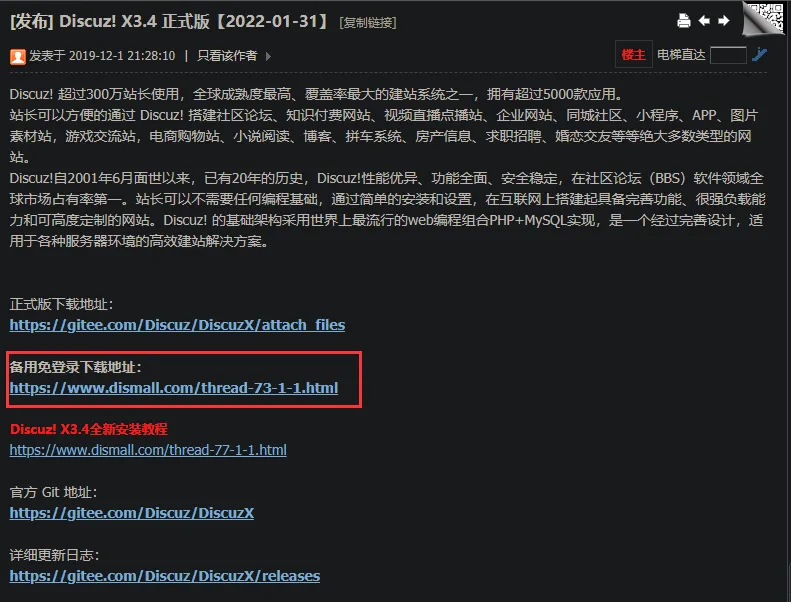 [发布] Discuz! X3.4 正式版【2022-01-31】 [复制链接]
发表于 2019-12-1 21:28:10 | 只看该作者
楼主 电梯直达
Discuz! 超过300万站长使用，全球成熟度最高、覆盖率最大的建站系统之一，拥有超过5000款应用。
站长可以方便的通过 Discuz! 搭建社区论坛、知识付费网站、视频直播点播站、企业网站、同城社区、小程序、APP、图片
素材站，游戏交流站，电商购物站、小说阅读、博客、拼车系统、房产信息、求职招聘、婚恋交友等等绝大多数类型的网
站。
Discuz!自2001年6月面世以来，已有20年的历史，Discuz!性能优异、功能全面、安全稳定，在社区论坛（BBS）软件领域全
球市场占有率第一。站长可以不需要任何编程基础，通过简单的安装和设置，在互联网上搭建起具备完善功能、很强负载能
力和可高度定制的网站。Discuz! 的基础架构采用世界上最流行的web编程组合PHP+MySQL实现，是一个经过完善设计，适
用于各种服务器环境的高效建站解决方案。
正式版下载地址：
https://gitee.com/Discuz/DiscuzX/attach_files
备用免登录下载地址：
https://www.dismall.com/thread-73-1-1.html
Discuz! X3.4全新安装教程
https://www.dismall.com/thread-77-1-1.html
官方 Git 地址：
https://gitee.com/Discuz/DiscuzX
详细更新日志：
https://gitee.com/Discuz/DiscuzX/releases